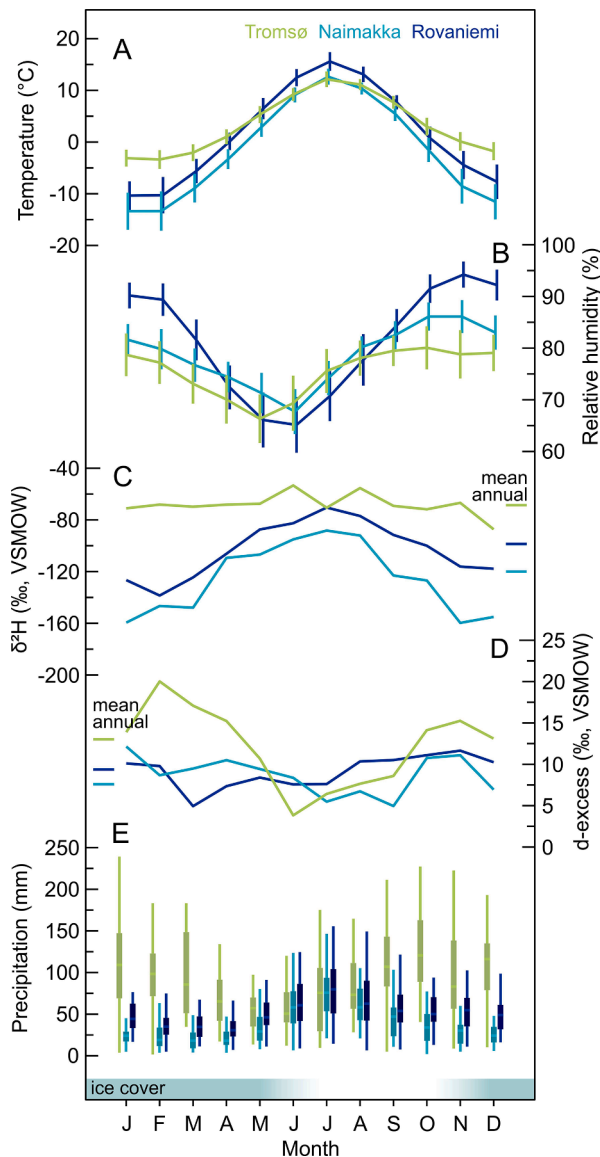 Tromsø Naimakka Rovaniemi
A
20
10
0
-10
-20
Temperature (°C)
B
100
90
80
70
60
Relative humidity (%)
C
-40
-80
-120
-160
-200
δ²H (‰, VSMOW)
mean
annual
D
25
20
15
10
5
0
d-excess (‰, VSMOW)
mean
annual
E
250
200
150
100
50
0
Precipitation (mm)
ice cover
J F M A M J J A S O N D
Month